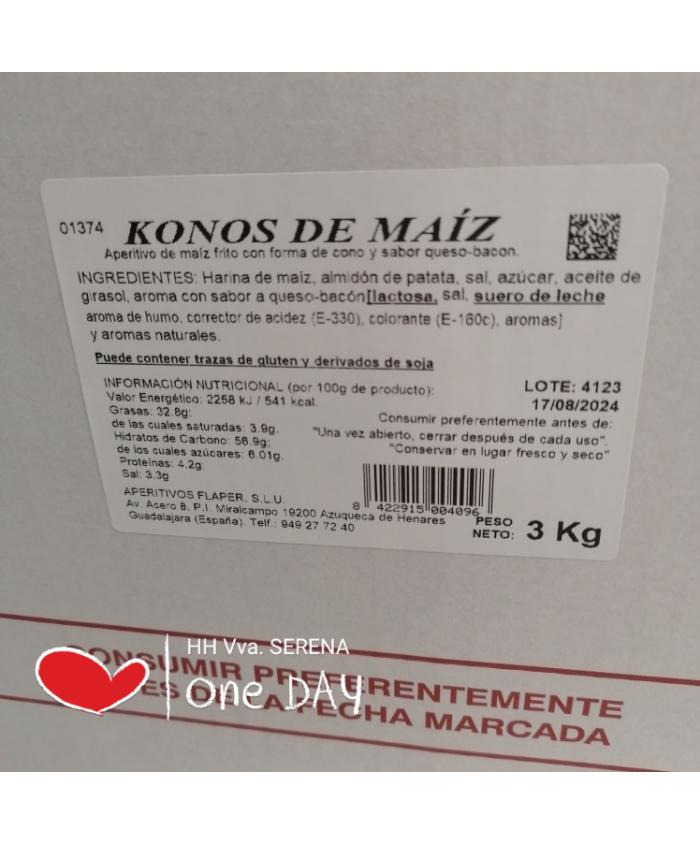 01374 KONOS DE MAÍZ
Aperitivo de maíz frito con forma de cono y sabor queso-bacon.
INGREDIENTES: Harina de maíz, almidón de patata, sal, azúcar, aceite de
girasol, aroma con sabor a queso-bacón[lactosa, sal, suero de leche
aroma de humo, corrector de acidez (E-330), colorante (E-160c), aromas]
y aromas naturales.
Puede contener trazas de gluten y derivados de soja
INFORMACIÓN NUTRICIONAL (por 100g de producto):
Valor Energético: 2258 kJ / 541 kcal.
Grasas: 32.8g;
de las cuales saturadas: 3.9g.
Hidratos de Carbono: 56.9g;
de los cuales azúcares: 6.01g.
Proteínas: 4.2g
Sal: 3.3g
LOTE: 4123
17/08/2024
Consumir preferentemente antes de:
"Una vez abierto, cerrar después de cada uso".
"Conservar en lugar fresco y seco"
APERITIVOS FLAPER, S.L.U.
Av. Acero 8, P.I. Miralcampo 19200 Azuqueca de Henares
Guadalajara (España). Telf.: 949 27 72 40
8 422915 004096
PESO
NETO: 3 Kg
HH Vva. SERENA
one DAY
CONSUMIR PREFERENTEMENTE
ANTES DE LA FECHA MARCADA